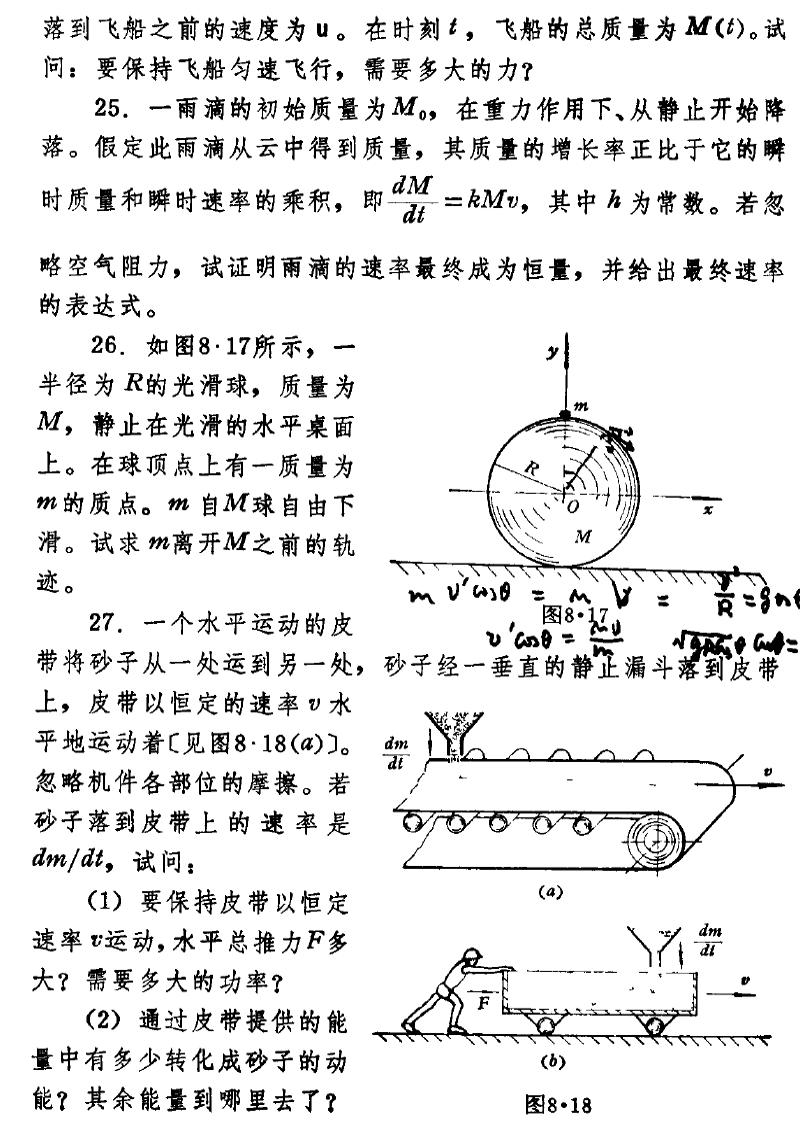 落到飞船之前的速度为u。在时刻t，飞船的总质量为M(t)。试
问：要保持飞船匀速飞行，需要多大的力？
25．一雨滴的初始质量为M₀，在重力作用下、从静止开始降
落。假定此雨滴从云中得到质量，其质量的增长率正比于它的瞬
时质量和瞬时速率的乘积，即dM/dt＝kMv，其中h为常数。若忽
略空气阻力，试证明雨滴的速率最终成为恒量，并给出最终速率
的表达式。
26．如图8·17所示，一
半径为R的光滑球，质量为
M，静止在光滑的水平桌面
上。在球顶点上有一质量为
m的质点。m自M球自由下
滑。试求m离开M之前的轨
迹。
y
m
R
O
M
x
m v'cosθ =
图8·17
v'cosθ =
27．一个水平运动的皮
带将砂子从一处运到另一处，砂子经一垂直的静止漏斗落到皮带
上，皮带以恒定的速率v水
平地运动着〔见图8·18(a)〕。
忽略机件各部位的摩擦。若
砂子落到皮带上的速率是
dm/dt，试问：
(1) 要保持皮带以恒定
速率v运动，水平总推力F多
大？需要多大的功率？
(2) 通过皮带提供的能
量中有多少转化成砂子的动
能？其余能量到哪里去了？
dm/dt
v
(a)
dm/dt
F
v
(b)
图8·18